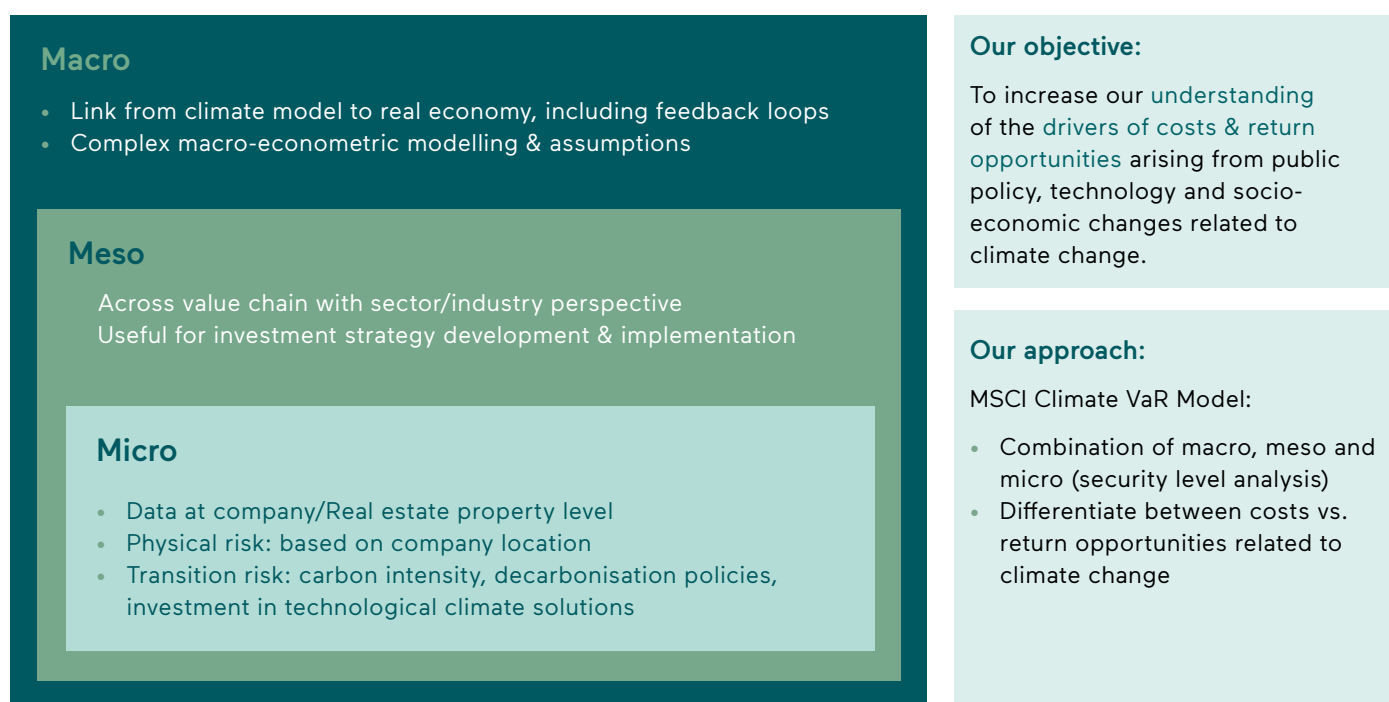 Macro
• Link from climate model to real economy, including feedback loops
• Complex macro-econometric modelling & assumptions
Meso
Across value chain with sector/industry perspective
Useful for investment strategy development & implementation
Micro
• Data at company/Real estate property level
• Physical risk: based on company location
• Transition risk: carbon intensity, decarbonisation policies,
investment in technological climate solutions
Our objective:
To increase our understanding
of the drivers of costs & return
opportunities arising from public
policy, technology and socio-
economic changes related to
climate change.
Our approach:
MSCI Climate VaR Model:
• Combination of macro, meso and
micro (security level analysis)
• Differentiate between costs vs.
return opportunities related to
climate change